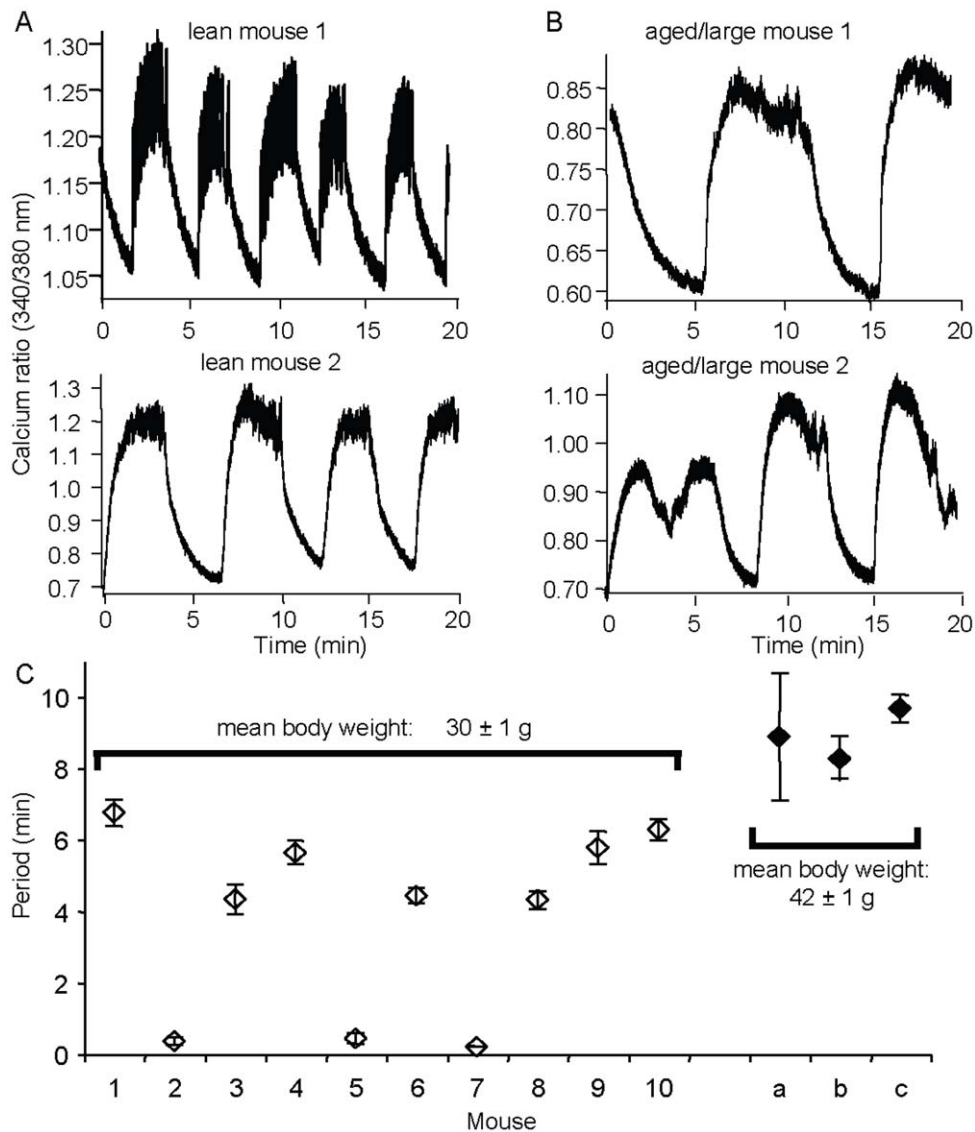 A
lean mouse 1
1.30
1.25
1.20
1.15
1.10
1.05
0 5 10 15 20
B
aged/large mouse 1
0.85
0.80
0.75
0.70
0.65
0.60
0 5 10 15 20
Calcium ratio (340/380 nm)
lean mouse 2
1.3
1.2
1.1
1.0
0.9
0.8
0.7
0 5 10 15 20
Time (min)
aged/large mouse 2
1.10
1.00
0.90
0.80
0.70
0 5 10 15 20
Time (min)
C
mean body weight: 30 ± 1 g
mean body weight:
42 ± 1 g
Period (min)
10
8
6
4
2
0
1 2 3 4 5 6 7 8 9 10 a b c
Mouse